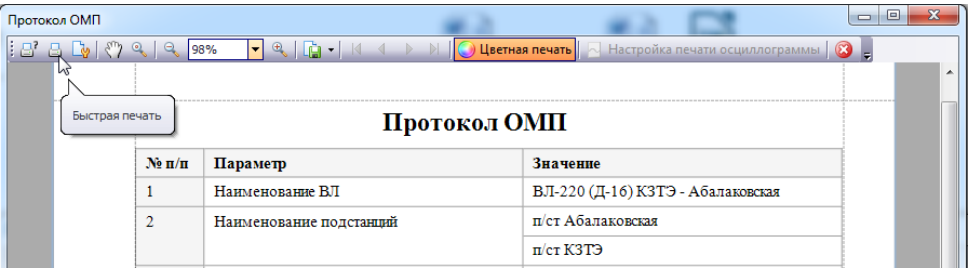 Протокол ОМП
98%
Цветная печать
Настройка печати осциллограммы
Быстрая печать
Протокол ОМП
№ п/п Параметр Значение
1 Наименование ВЛ ВЛ-220 (Д-16) КЗТЭ - Абалаковская
2 Наименование подстанций п/ст Абалаковская
п/ст КЗТЭ